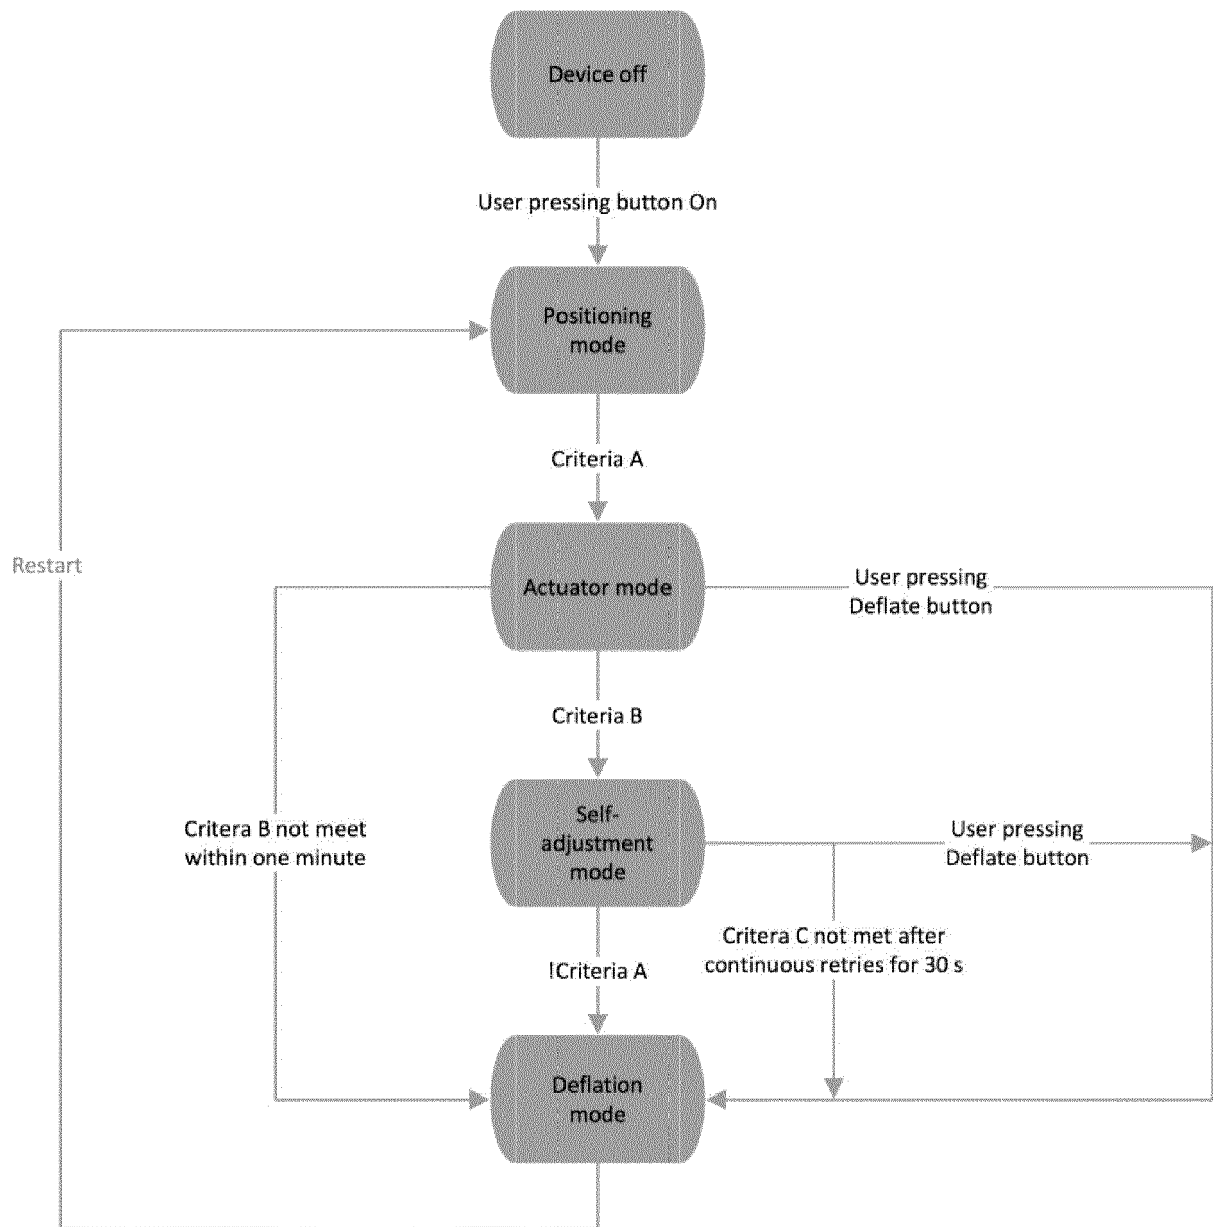 Device off
User pressing button On
Positioning
mode
Criteria A
Restart
Actuator mode
User pressing
Deflate button
Criteria B
Critera B not meet
within one minute
Self-
adjustment
mode
User pressing
Deflate button
Critera C not met after
continuous retries for 30 s
!Criteria A
Deflation
mode